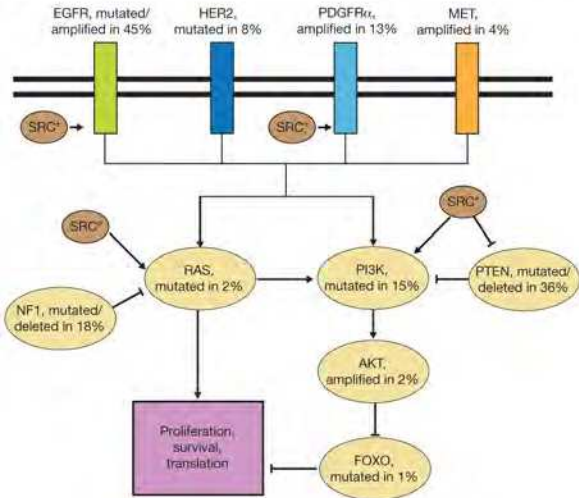 EGFR, mutated/
amplified in 45%
HER2,
mutated in 8%
PDGFRα,
amplified in 13%
MET,
amplified in 4%
SRC*
SRC*
SRC*
SRC*
RAS,
mutated in 2%
PI3K,
mutated in 15%
PTEN, mutated/
deleted in 36%
NF1, mutated/
deleted in 18%
AKT,
amplified in 2%
Proliferation,
survival,
translation
FOXO,
mutated in 1%